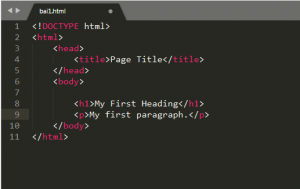 bai1.html
1 <!DOCTYPE html>
2 <html>
3     <head>
4         <title>Page Title</title>
5     </head>
6     <body>
7
8         <h1>My First Heading</h1>
9         <p>My first paragraph.</p>
10     </body>
11 </html>